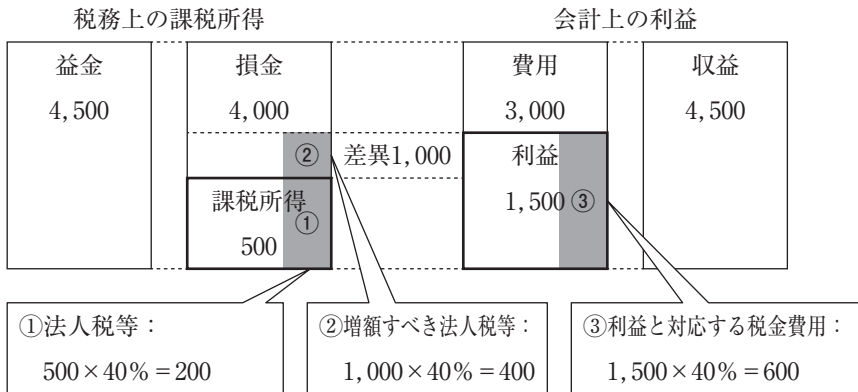 税務上の課税所得
会計上の利益
益金
4,500
損金
4,000
費用
3,000
収益
4,500
② 差異1,000
利益
1,500 ③
課税所得
①
500
①法人税等:
500×40%=200
②増額すべき法人税等:
1,000×40%=400
③利益と対応する税金費用:
1,500×40%=600